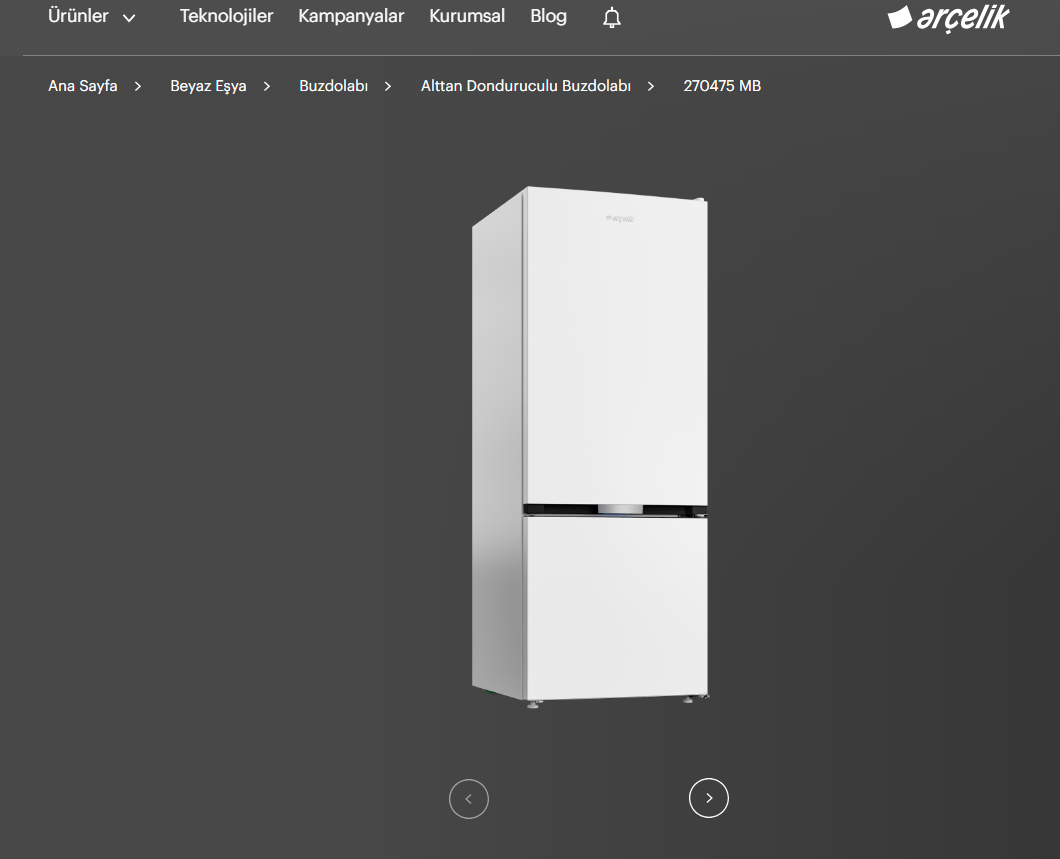 Ürünler Teknolojiler Kampanyalar Kurumsal Blog arçelik
Ana Sayfa > Beyaz Eşya > Buzdolabı > Alttan Donduruculu Buzdolabı > 270475 MB
arçelik